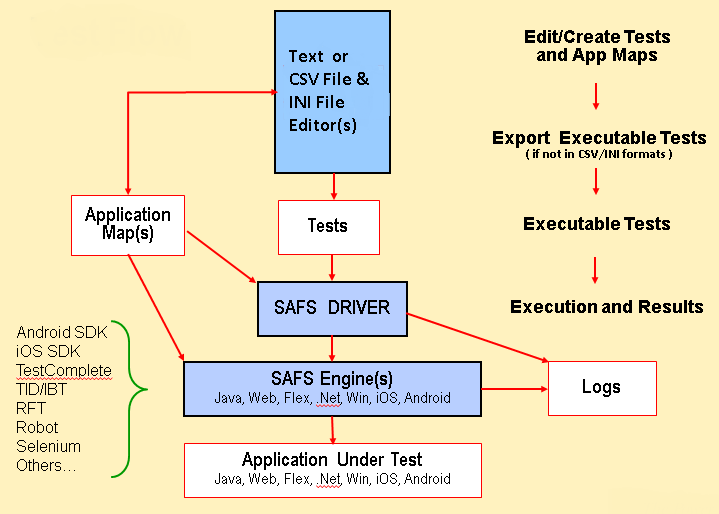 Text or
CSV File &
INI File
Editor(s)
Edit/Create Tests
and App Maps
Export Executable Tests
( if not in CSV/INI formats )
Application
Map(s)
Tests
Executable Tests
SAFS DRIVER
Execution and Results
Android SDK
iOS SDK
TestComplete
TID/IBT
RFT
Robot
Selenium
Others…
SAFS Engine(s)
Java, Web, Flex, .Net, Win, iOS, Android
Logs
Application Under Test
Java, Web, Flex, .Net, Win, iOS, Android